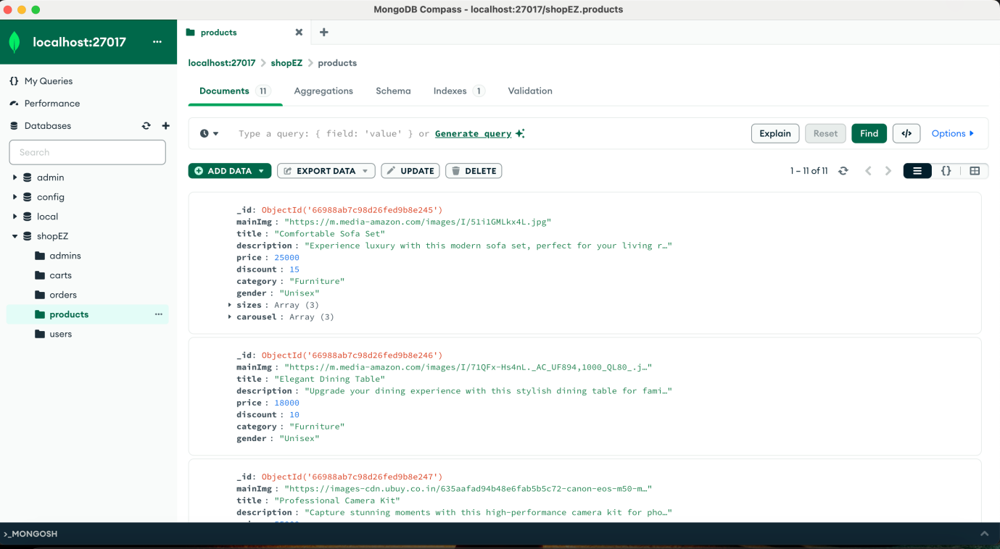 MongoDB Compass - localhost:27017/shopEZ.products
localhost:27017 ...
{} My Queries
Performance
Databases
Search
admin
config
local
shopEZ
admins
carts
orders
products ...
users
products
localhost:27017 > shopEZ > products
Documents 11 Aggregations Schema Indexes 1 Validation
Type a query: { field: 'value' } or Generate query
Explain Reset Find </> Options
ADD DATA EXPORT DATA UPDATE DELETE
1 – 11 of 11 {}
_id: ObjectId('66988ab7c98d26fed9b8e245')
mainImg : "https://m.media-amazon.com/images/I/51i1GMLkx4L.jpg"
title : "Comfortable Sofa Set"
description : "Experience luxury with this modern sofa set, perfect for your living r…"
price : 25000
discount : 15
category : "Furniture"
gender : "Unisex"
sizes : Array (3)
carousel : Array (3)
_id: ObjectId('66988ab7c98d26fed9b8e246')
mainImg : "https://m.media-amazon.com/images/I/71QFx-Hs4nL._AC_UF894,1000_QL80_.j…"
title : "Elegant Dining Table"
description : "Upgrade your dining experience with this stylish dining table for fami…"
price : 18000
discount : 10
category : "Furniture"
gender : "Unisex"
_id: ObjectId('66988ab7c98d26fed9b8e247')
mainImg : "https://images-cdn.ubuy.co.in/635aafad94b48e6fab5b5c72-canon-eos-m50-m…"
title : "Professional Camera Kit"
description : "Capture stunning moments with this high-performance camera kit for pho…"
>_MONGOSH